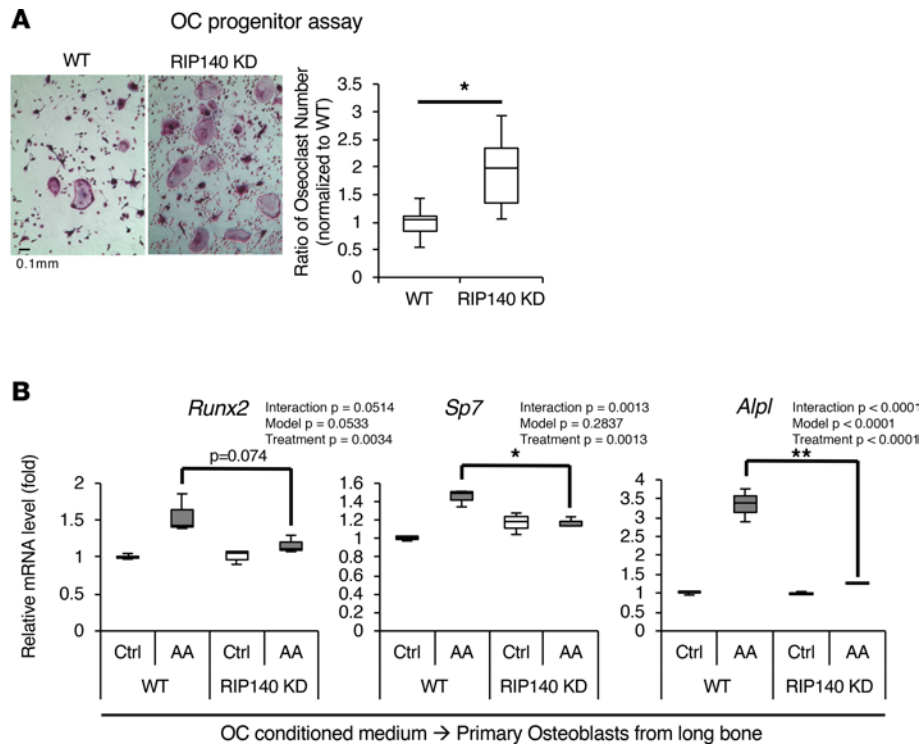 A
OC progenitor assay
WT
RIP140 KD
0.1mm
Ratio of Oseoclast Number
(normalized to WT)
3.5
3
2.5
2
1.5
1
0.5
0
*
WT
RIP140 KD
B
Runx2
Interaction p = 0.0514
Model p = 0.0533
Treatment p = 0.0034
p=0.074
Relative mRNA level (fold)
2
1.5
1
0.5
0
Ctrl
AA
Ctrl
AA
WT
RIP140 KD
Sp7
Interaction p = 0.0013
Model p = 0.2837
Treatment p = 0.0013
*
1.6
1.4
1.2
1
0.8
0.6
0.4
0.2
0
Ctrl
AA
Ctrl
AA
WT
RIP140 KD
Alpl
Interaction p < 0.0001
Model p < 0.0001
Treatment p < 0.0001
**
3.5
3
2.5
2
1.5
1
0.5
0
Ctrl
AA
Ctrl
AA
WT
RIP140 KD
OC conditioned medium → Primary Osteoblasts from long bone